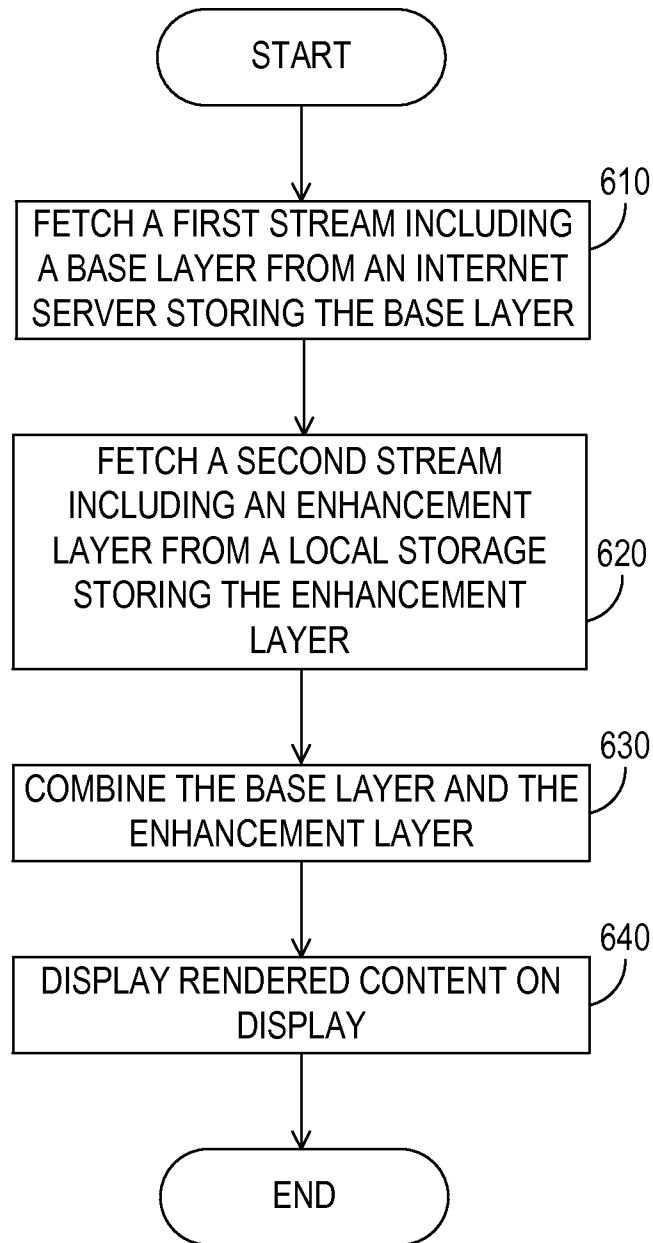 START
610
FETCH A FIRST STREAM INCLUDING
A BASE LAYER FROM AN INTERNET
SERVER STORING THE BASE LAYER
FETCH A SECOND STREAM
INCLUDING AN ENHANCEMENT
LAYER FROM A LOCAL STORAGE
STORING THE ENHANCEMENT
LAYER
620
630
COMBINE THE BASE LAYER AND THE
ENHANCEMENT LAYER
640
DISPLAY RENDERED CONTENT ON
DISPLAY
END